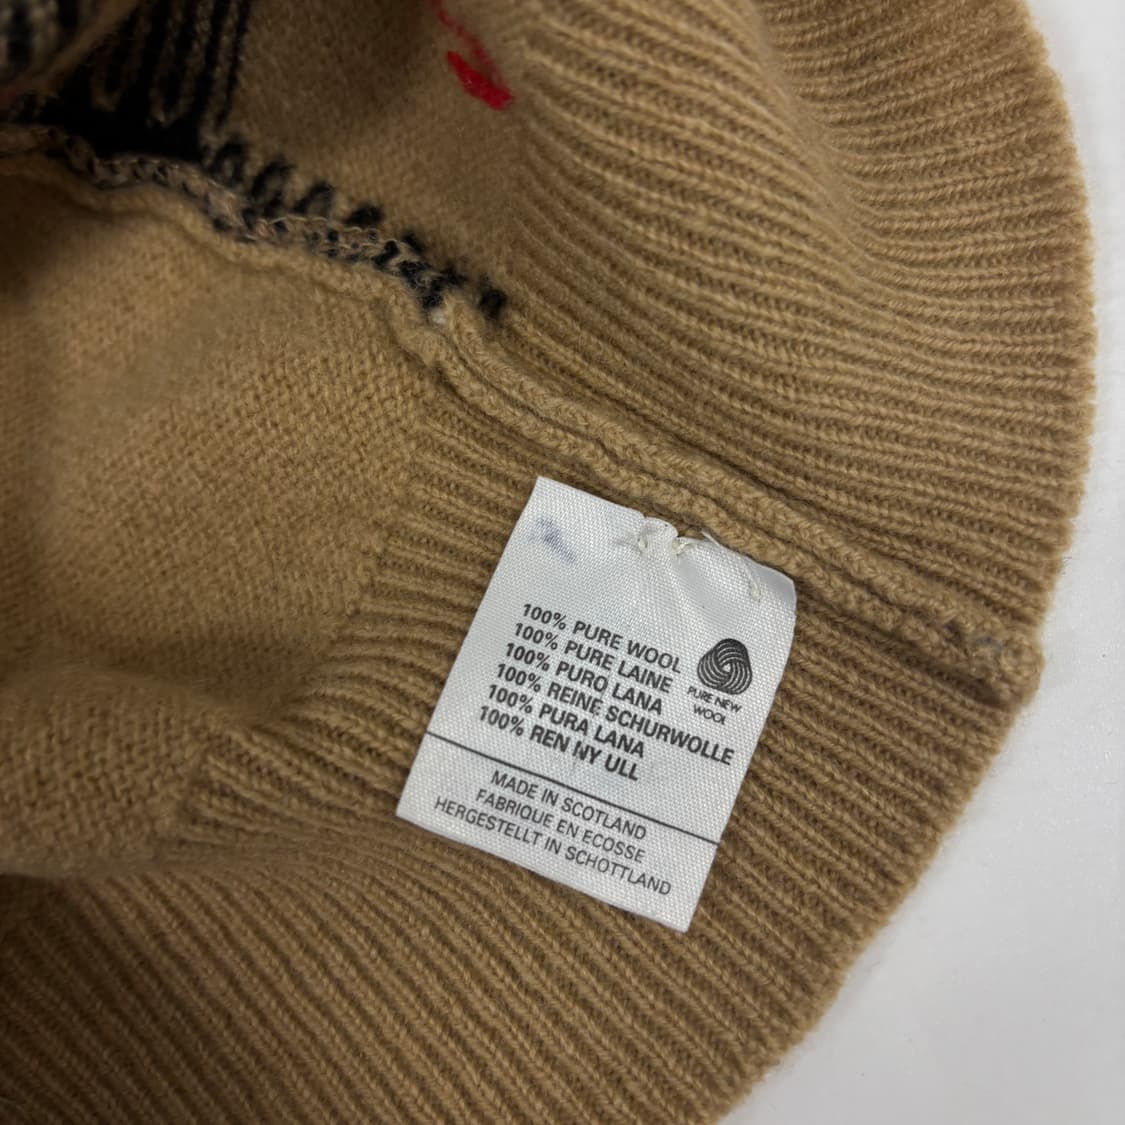 100% PURE WOOL
100% PURE LAINE
100% PURO LANA
100% REINE SCHURWOLLE
100% PURA LANA
100% REN NY ULL
PURE NEW
WOOL
MADE IN SCOTLAND
FABRIQUE EN ECOSSE
HERGESTELLT IN SCHOTTLAND